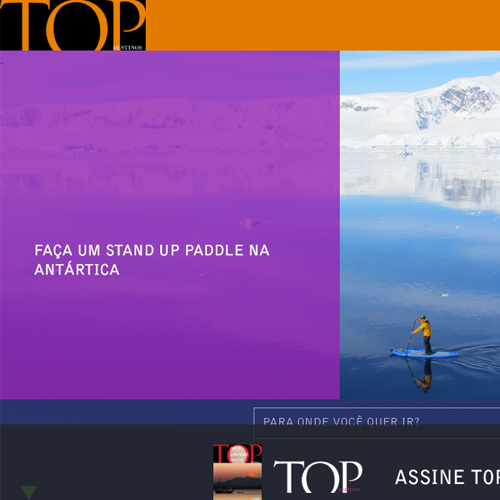 TOP
DESTINOS
FAÇA UM STAND UP PADDLE NA
ANTÁRTICA
PARA ONDE VOCÊ QUER IR?
TOP
TOP
ASSINE TOP